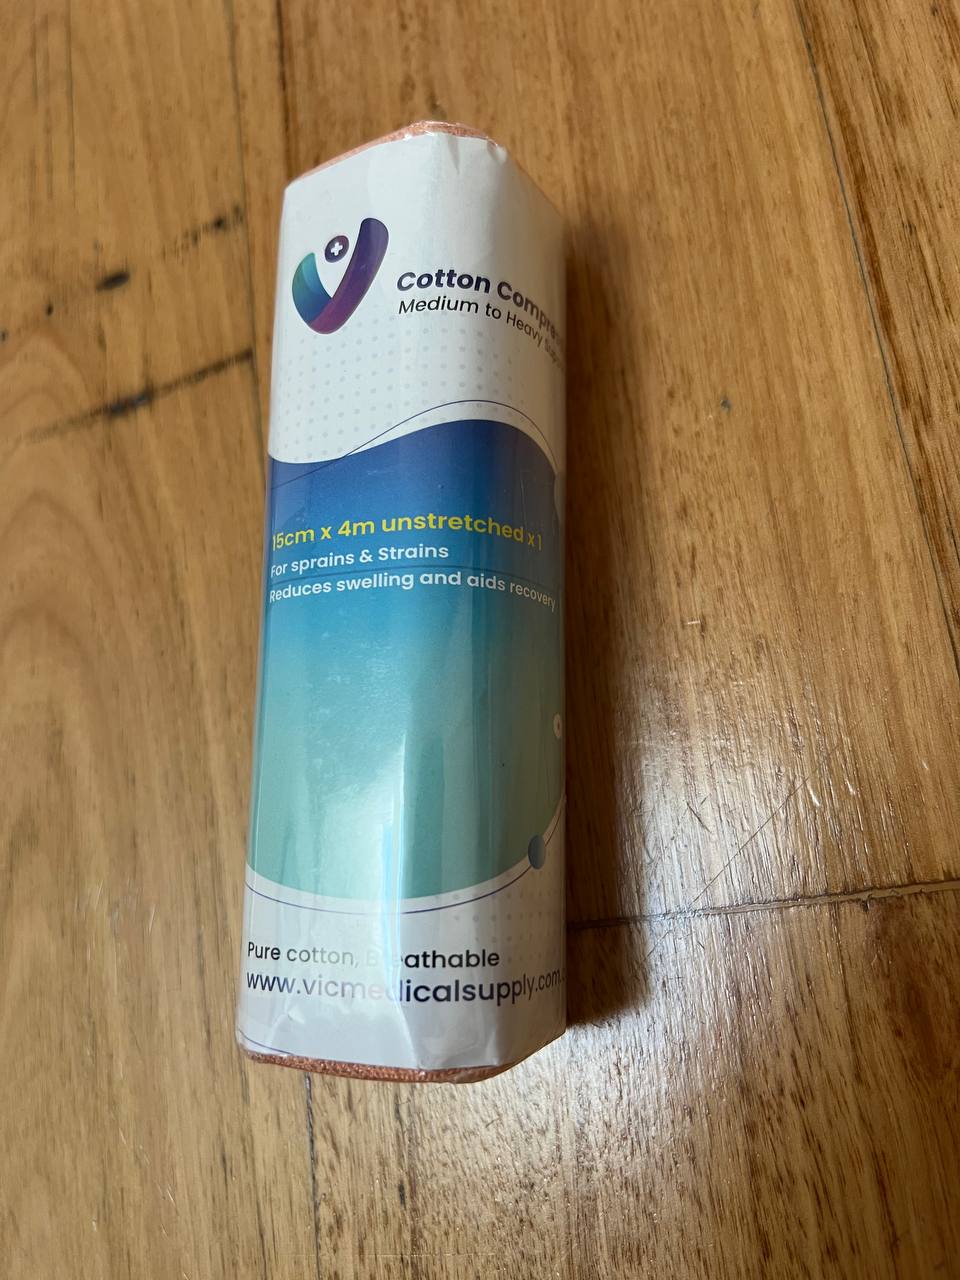 Cotton Compre
Medium to Heavy Supp
15cm x 4m unstretched x 1
For sprains & Strains
Reduces swelling and aids recovery
Pure cotton, Breathable
www.vicmedicalsupply.com.